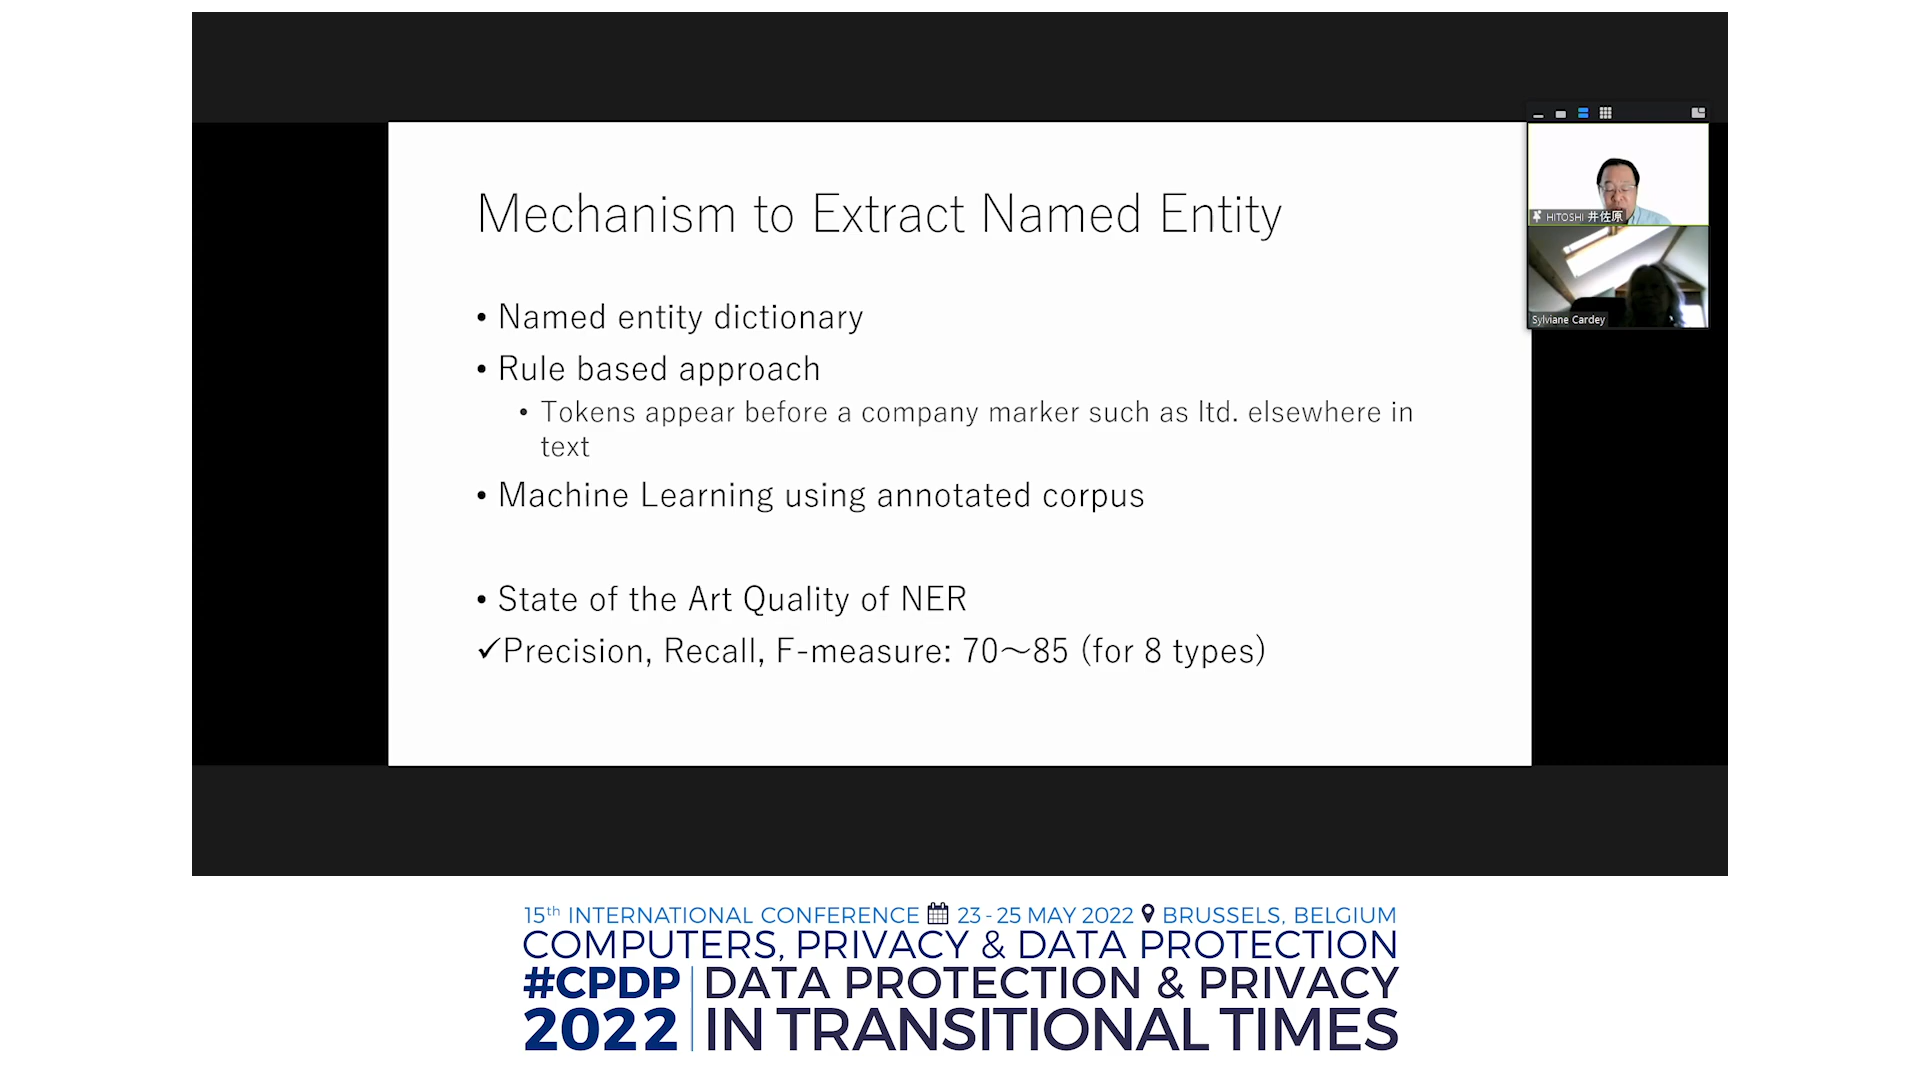 Mechanism to Extract Named Entity
• Named entity dictionary
• Rule based approach
• Tokens appear before a company marker such as ltd. elsewhere in
text
• Machine Learning using annotated corpus
• State of the Art Quality of NER
✓Precision, Recall, F-measure: 70～85 (for 8 types)
HITOSHI 井佐原
Sylviane Cardey
15th INTERNATIONAL CONFERENCE 23 - 25 MAY 2022 BRUSSELS, BELGIUM
COMPUTERS, PRIVACY & DATA PROTECTION
#CPDP DATA PROTECTION & PRIVACY
2022 IN TRANSITIONAL TIMES